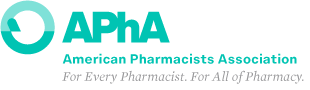 APhA
American Pharmacists Association
For Every Pharmacist. For All of Pharmacy.